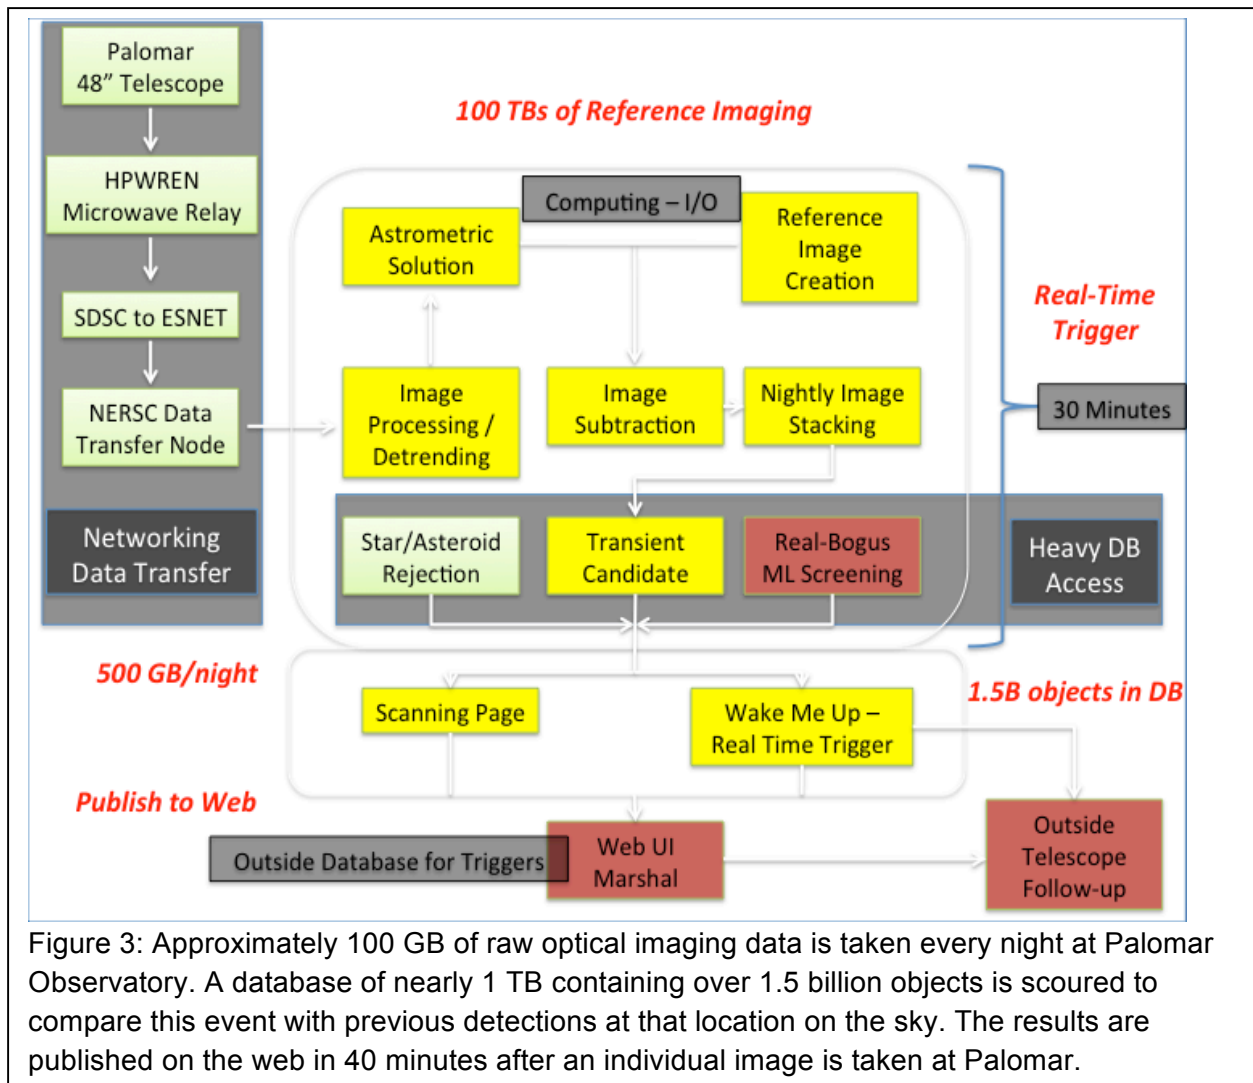 Palomar
48” Telescope
HPWREN
Microwave Relay
SDSC to ESNET
NERSC Data
Transfer Node
Networking
Data Transfer
500 GB/night
100 TBs of Reference Imaging
Computing – I/O
Astrometric
Solution
Reference
Image
Creation
Image
Processing /
Detrending
Image
Subtraction
Nightly Image
Stacking
Real-Time
Trigger
30 Minutes
Star/Asteroid
Rejection
Transient
Candidate
Real-Bogus
ML Screening
Heavy DB
Access
1.5B objects in DB
Scanning Page
Wake Me Up –
Real Time Trigger
Publish to Web
Outside Database for Triggers
Web UI
Marshal
Outside
Telescope
Follow-up
Figure 3: Approximately 100 GB of raw optical imaging data is taken every night at Palomar
Observatory. A database of nearly 1 TB containing over 1.5 billion objects is scoured to
compare this event with previous detections at that location on the sky. The results are
published on the web in 40 minutes after an individual image is taken at Palomar.